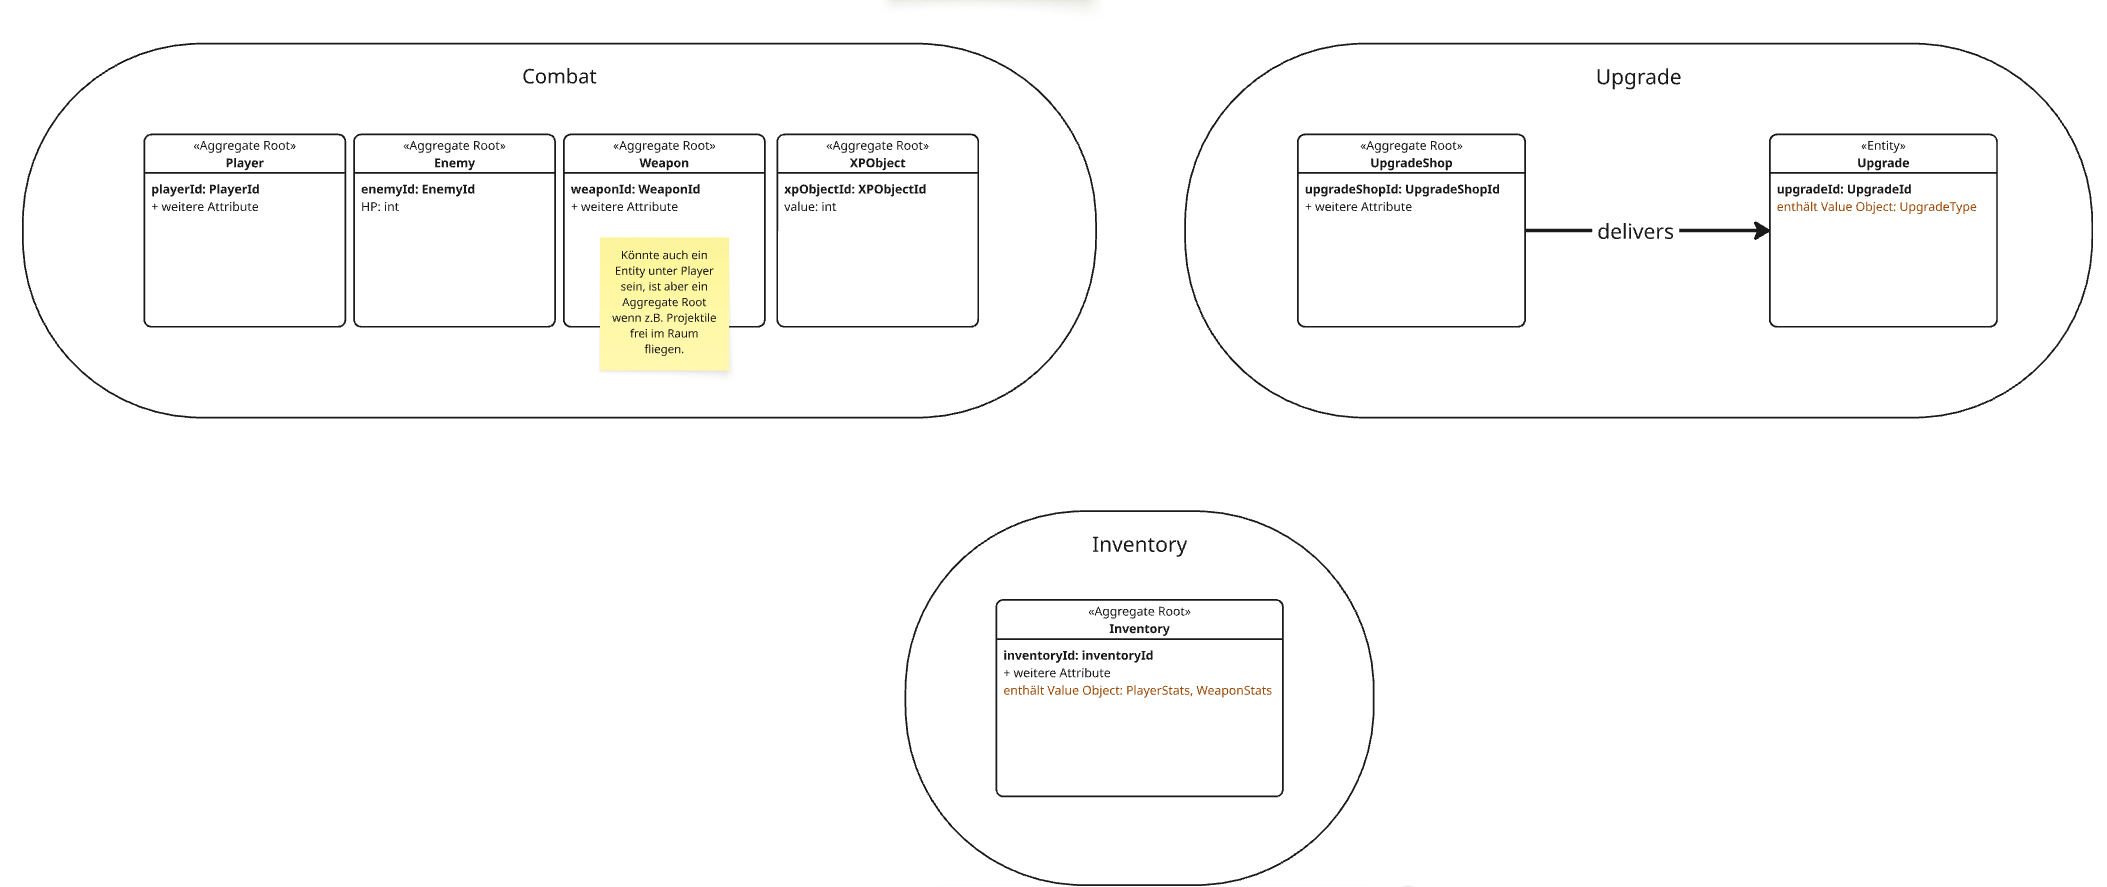 Combat
«Aggregate Root»
Player
playerId: PlayerId
+ weitere Attribute
«Aggregate Root»
Enemy
enemyId: EnemyId
HP: int
«Aggregate Root»
Weapon
weaponId: WeaponId
+ weitere Attribute
Könnte auch ein
Entity unter Player
sein, ist aber ein
Aggregate Root
wenn z.B. Projektile
frei im Raum
fliegen.
«Aggregate Root»
XPObject
xpObjectId: XPObjectId
value: int
Upgrade
«Aggregate Root»
UpgradeShop
upgradeShopId: UpgradeShopId
+ weitere Attribute
delivers
«Entity»
Upgrade
upgradeId: UpgradeId
enthält Value Object: UpgradeType
Inventory
«Aggregate Root»
Inventory
inventoryId: inventoryId
+ weitere Attribute
enthält Value Object: PlayerStats, WeaponStats